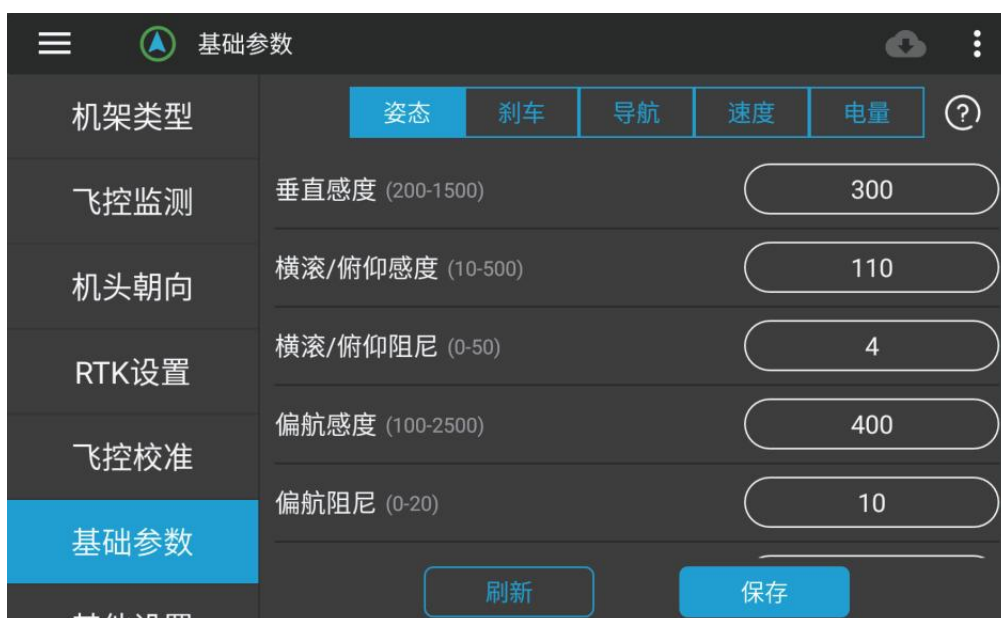 基础参数
机架类型
飞控监测
机头朝向
RTK设置
飞控校准
基础参数
姿态 刹车 导航 速度 电量 ?
垂直感度 (200-1500) 300
横滚/俯仰感度 (10-500) 110
横滚/俯仰阻尼 (0-50) 4
偏航感度 (100-2500) 400
偏航阻尼 (0-20) 10
刷新 保存